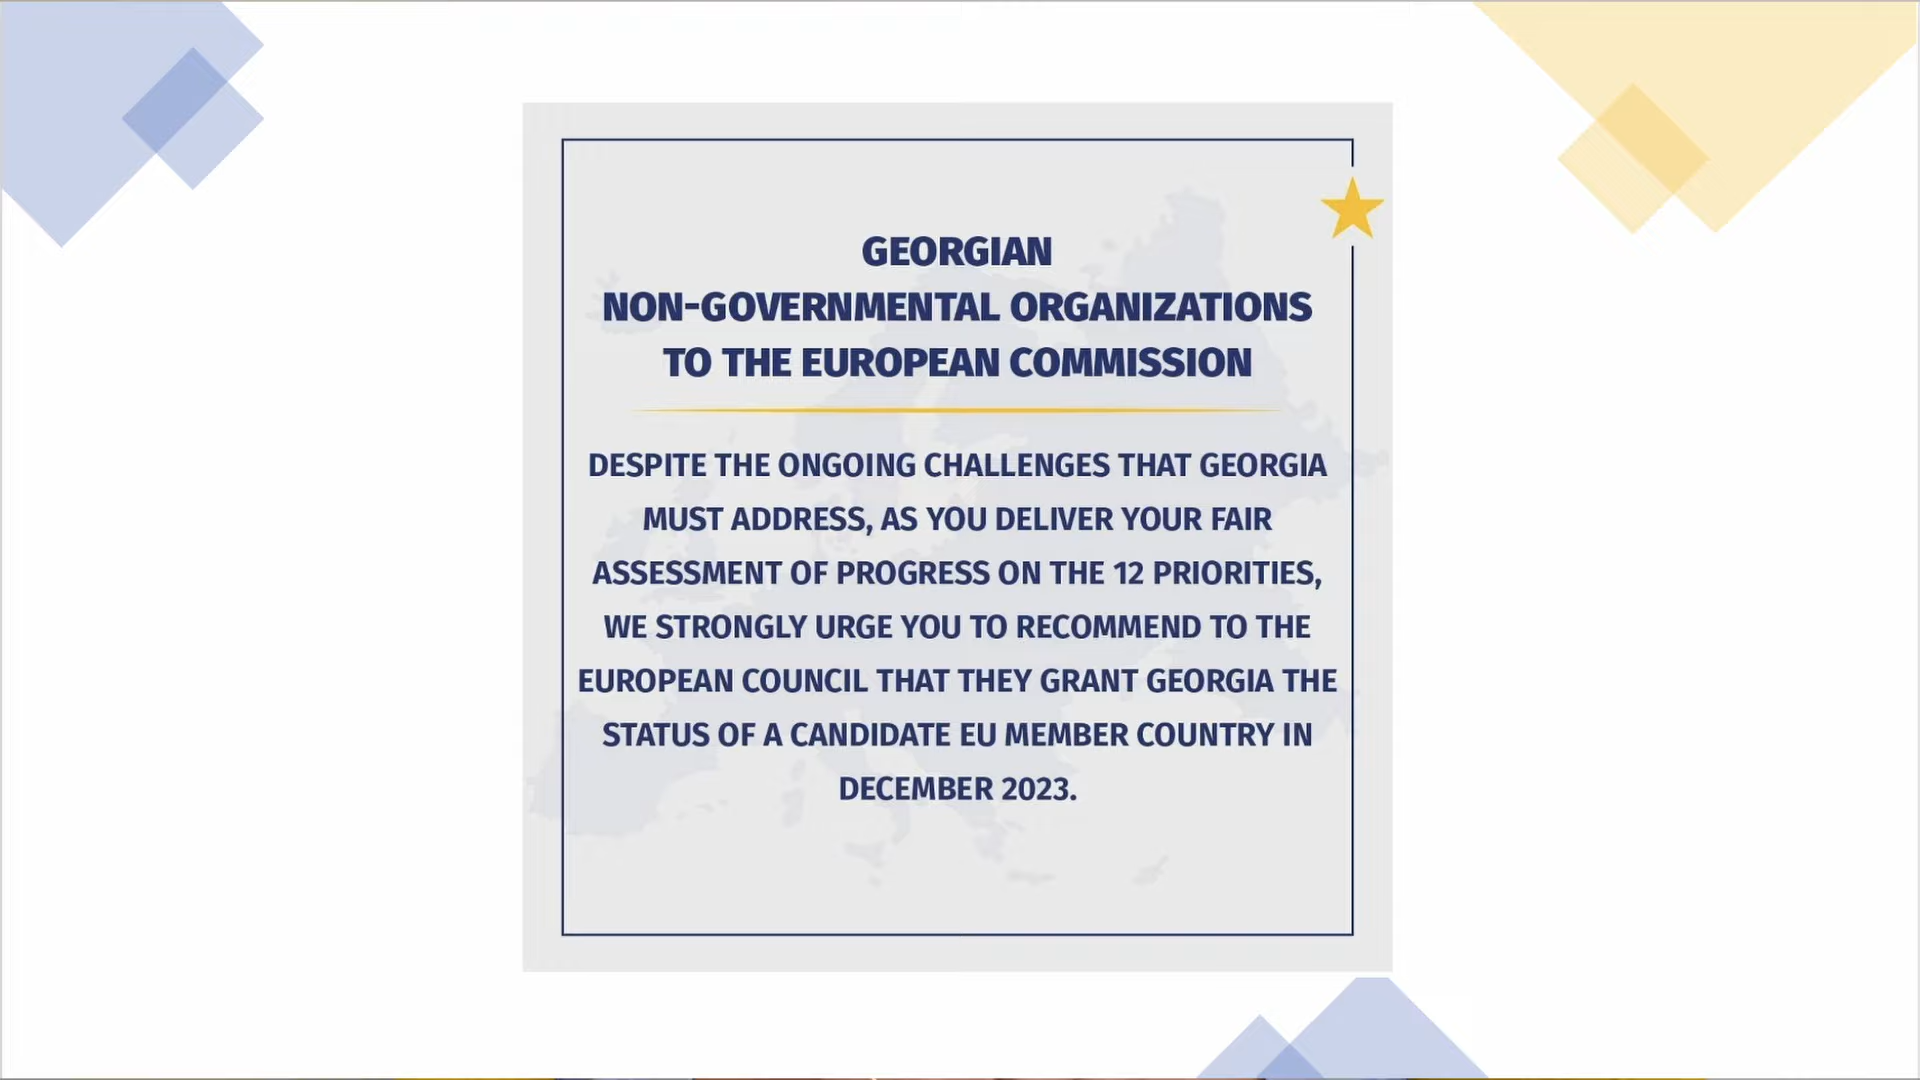 GEORGIAN
NON-GOVERNMENTAL ORGANIZATIONS
TO THE EUROPEAN COMMISSION
DESPITE THE ONGOING CHALLENGES THAT GEORGIA
MUST ADDRESS, AS YOU DELIVER YOUR FAIR
ASSESSMENT OF PROGRESS ON THE 12 PRIORITIES,
WE STRONGLY URGE YOU TO RECOMMEND TO THE
EUROPEAN COUNCIL THAT THEY GRANT GEORGIA THE
STATUS OF A CANDIDATE EU MEMBER COUNTRY IN
DECEMBER 2023.